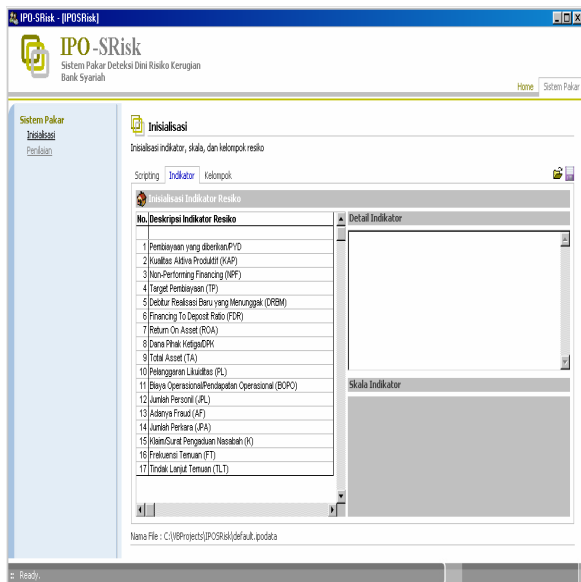 IPO-SRisk - [IPOSRisk]
IPO-SRisk
Sistem Pakar Deteksi Dini Risiko Kerugian
Bank Syariah
Home Sistem Pakar
Sistem Pakar
Inisialisasi
Penilaian
Inisialisasi
Inisialisasi indikator, skala, dan kelompok resiko
Scripting Indikator Kelompok
Inisialisasi Indikator Resiko
No. Deskripsi Indikator Resiko
Detail Indikator
1 Pembiayaan yang diberikan/PYD
2 Kualitas Aktiva Produktif (KAP)
3 Non-Performing Financing (NPF)
4 Target Pembiayaan (TP)
5 Debitur Realisasi Baru yang Menunggak (DRBM)
6 Financing To Deposit Ratio (FDR)
7 Return On Asset (ROA)
8 Dana Pihak Ketiga/DPK
9 Total Asset (TA)
10 Pelanggaran Likuiditas (PL)
11 Biaya Operasional/Pendapatan Operasional (BOPO)
Skala Indikator
12 Jumlah Personil (JPL)
13 Adanya Fraud (AF)
14 Jumlah Perkara (JPA)
15 Klaim/Surat Pengaduan Nasabah (K)
16 Frekuensi Temuan (FT)
17 Tindak Lanjut Temuan (TLT)
Nama File : C:\VBProjects\IPOSRisk\default.ipodata
:: Ready.